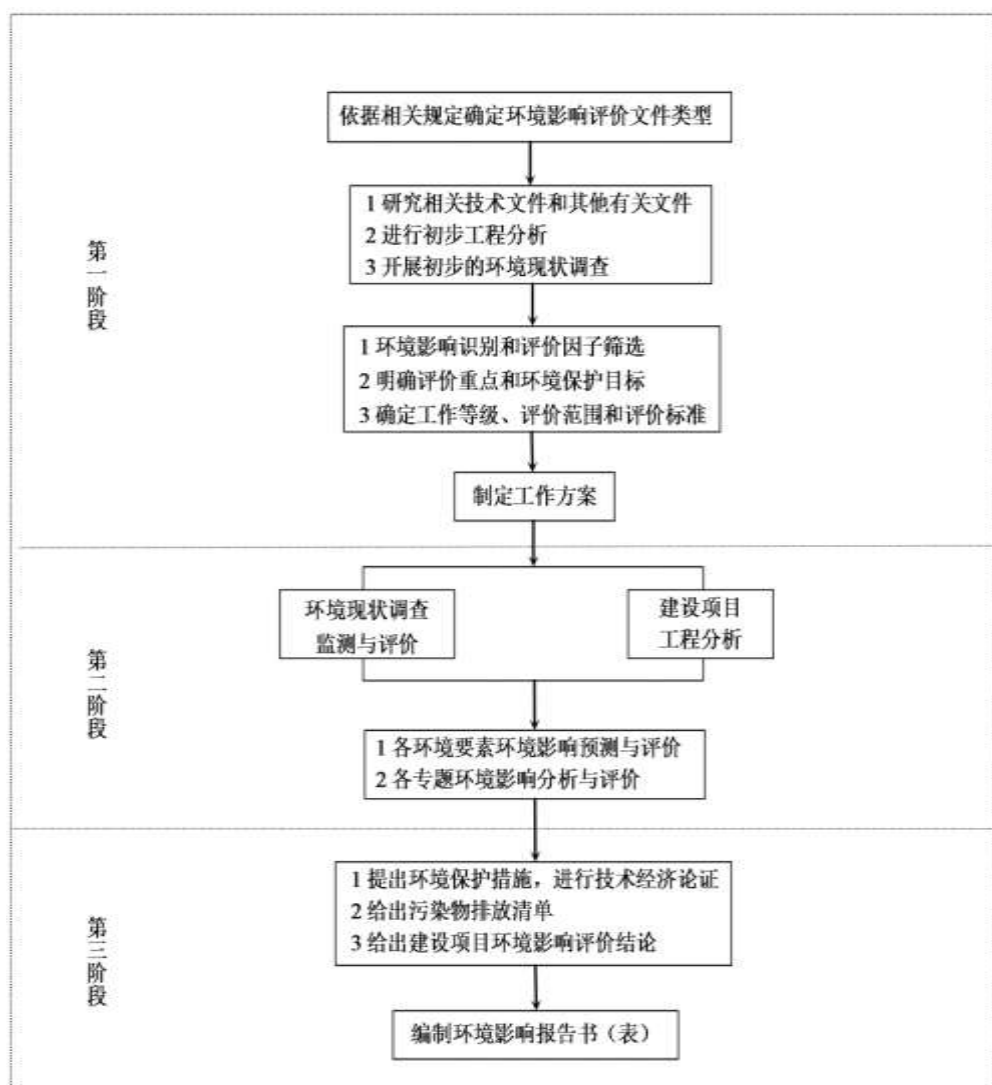 依据相关规定确定环境影响评价文件类型
1 研究相关技术文件和其他有关文件
2 进行初步工程分析
3 开展初步的环境现状调查
第一阶段
1 环境影响识别和评价因子筛选
2 明确评价重点和环境保护目标
3 确定工作等级、评价范围和评价标准
制定工作方案
环境现状调查
监测与评价
建设项目
工程分析
第二阶段
1 各环境要素环境影响预测与评价
2 各专题环境影响分析与评价
1 提出环境保护措施，进行技术经济论证
2 给出污染物排放清单
3 给出建设项目环境影响评价结论
第三阶段
编制环境影响报告书（表）